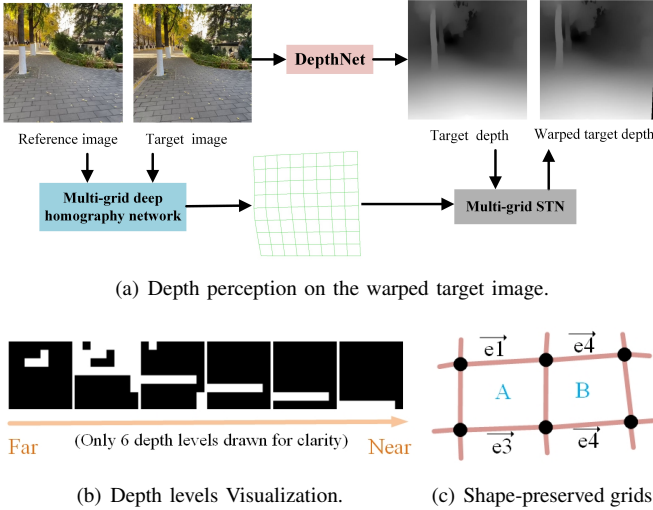 DepthNet
Reference image
Target image
Target depth
Warped target depth
Multi-grid deep
homography network
Multi-grid STN
(a) Depth perception on the warped target image.
Far
(Only 6 depth levels drawn for clarity)
Near
e1
e4
A
B
e3
e4
(b) Depth levels Visualization.
(c) Shape-preserved grids